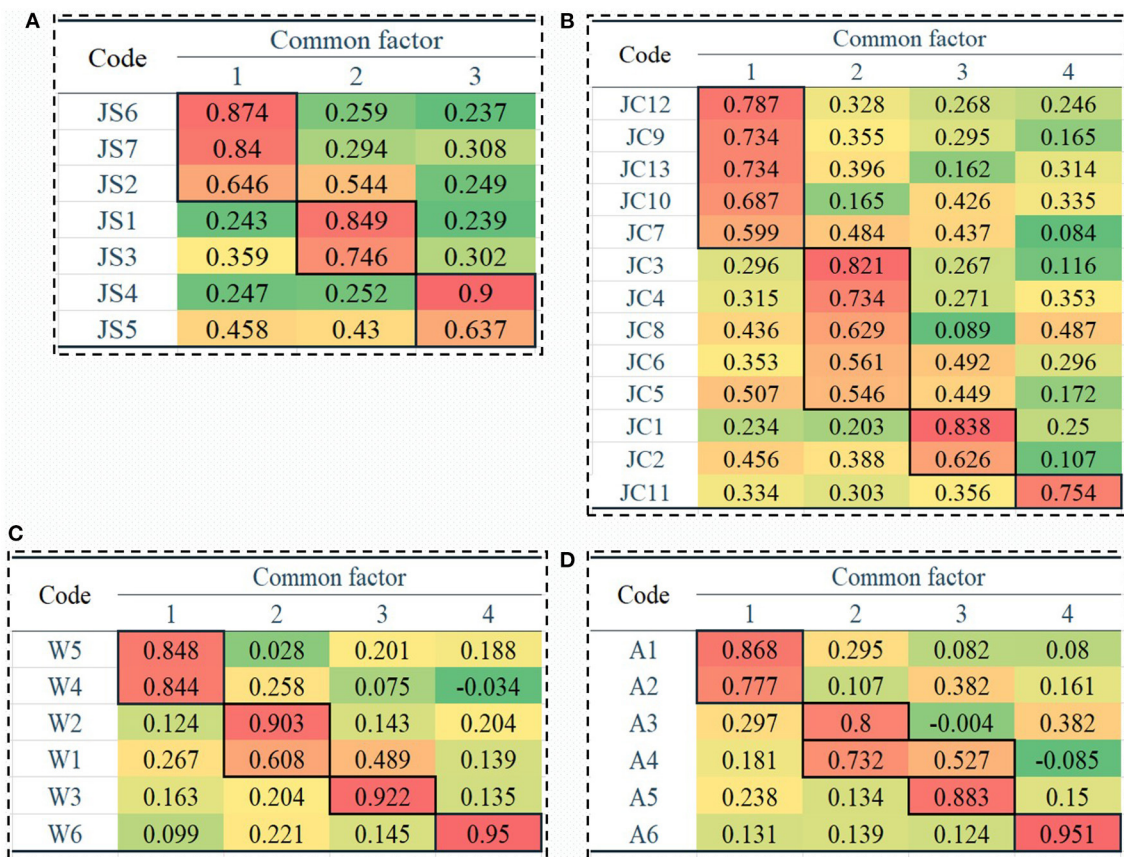 A
Code Common factor
1 2 3
JS6 0.874 0.259 0.237
JS7 0.84 0.294 0.308
JS2 0.646 0.544 0.249
JS1 0.243 0.849 0.239
JS3 0.359 0.746 0.302
JS4 0.247 0.252 0.9
JS5 0.458 0.43 0.637
B
Code Common factor
1 2 3 4
JC12 0.787 0.328 0.268 0.246
JC9 0.734 0.355 0.295 0.165
JC13 0.734 0.396 0.162 0.314
JC10 0.687 0.165 0.426 0.335
JC7 0.599 0.484 0.437 0.084
JC3 0.296 0.821 0.267 0.116
JC4 0.315 0.734 0.271 0.353
JC8 0.436 0.629 0.089 0.487
JC6 0.353 0.561 0.492 0.296
JC5 0.507 0.546 0.449 0.172
JC1 0.234 0.203 0.838 0.25
JC2 0.456 0.388 0.626 0.107
JC11 0.334 0.303 0.356 0.754
C
Code Common factor
1 2 3 4
W5 0.848 0.028 0.201 0.188
W4 0.844 0.258 0.075 -0.034
W2 0.124 0.903 0.143 0.204
W1 0.267 0.608 0.489 0.139
W3 0.163 0.204 0.922 0.135
W6 0.099 0.221 0.145 0.95
D
Code Common factor
1 2 3 4
A1 0.868 0.295 0.082 0.08
A2 0.777 0.107 0.382 0.161
A3 0.297 0.8 -0.004 0.382
A4 0.181 0.732 0.527 -0.085
A5 0.238 0.134 0.883 0.15
A6 0.131 0.139 0.124 0.951